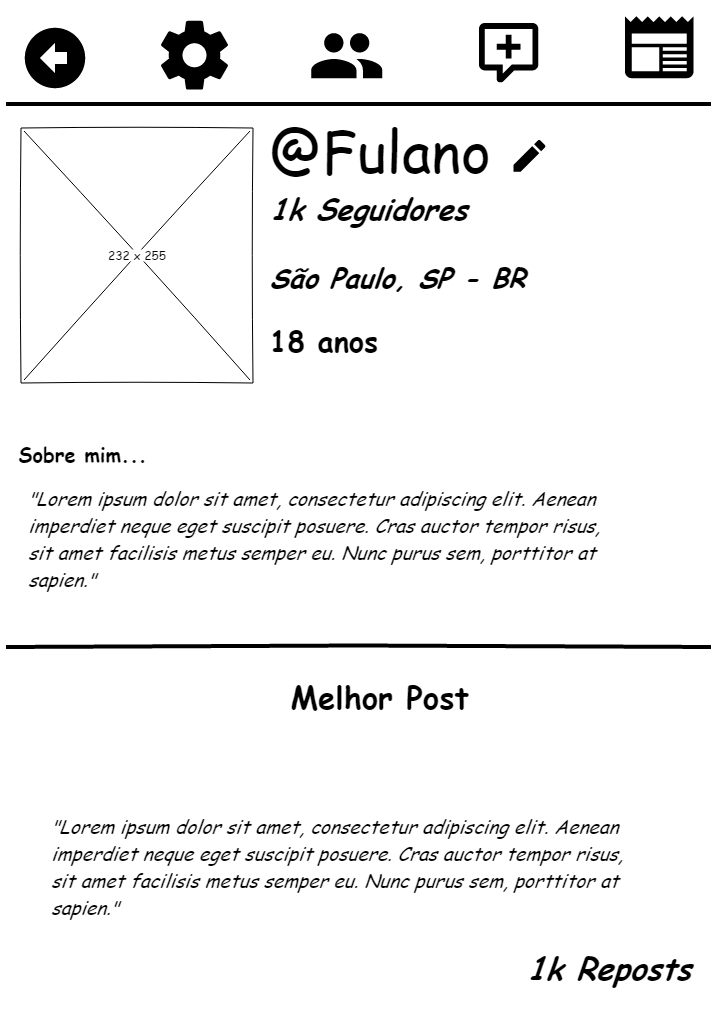 @Fulano
1k Seguidores
232 x 255
São Paulo, SP - BR
18 anos
Sobre mim...
"Lorem ipsum dolor sit amet, consectetur adipiscing elit. Aenean
imperdiet neque eget suscipit posuere. Cras auctor tempor risus,
sit amet facilisis metus semper eu. Nunc purus sem, porttitor at
sapien."
Melhor Post
"Lorem ipsum dolor sit amet, consectetur adipiscing elit. Aenean
imperdiet neque eget suscipit posuere. Cras auctor tempor risus,
sit amet facilisis metus semper eu. Nunc purus sem, porttitor at
sapien."
1k Reposts